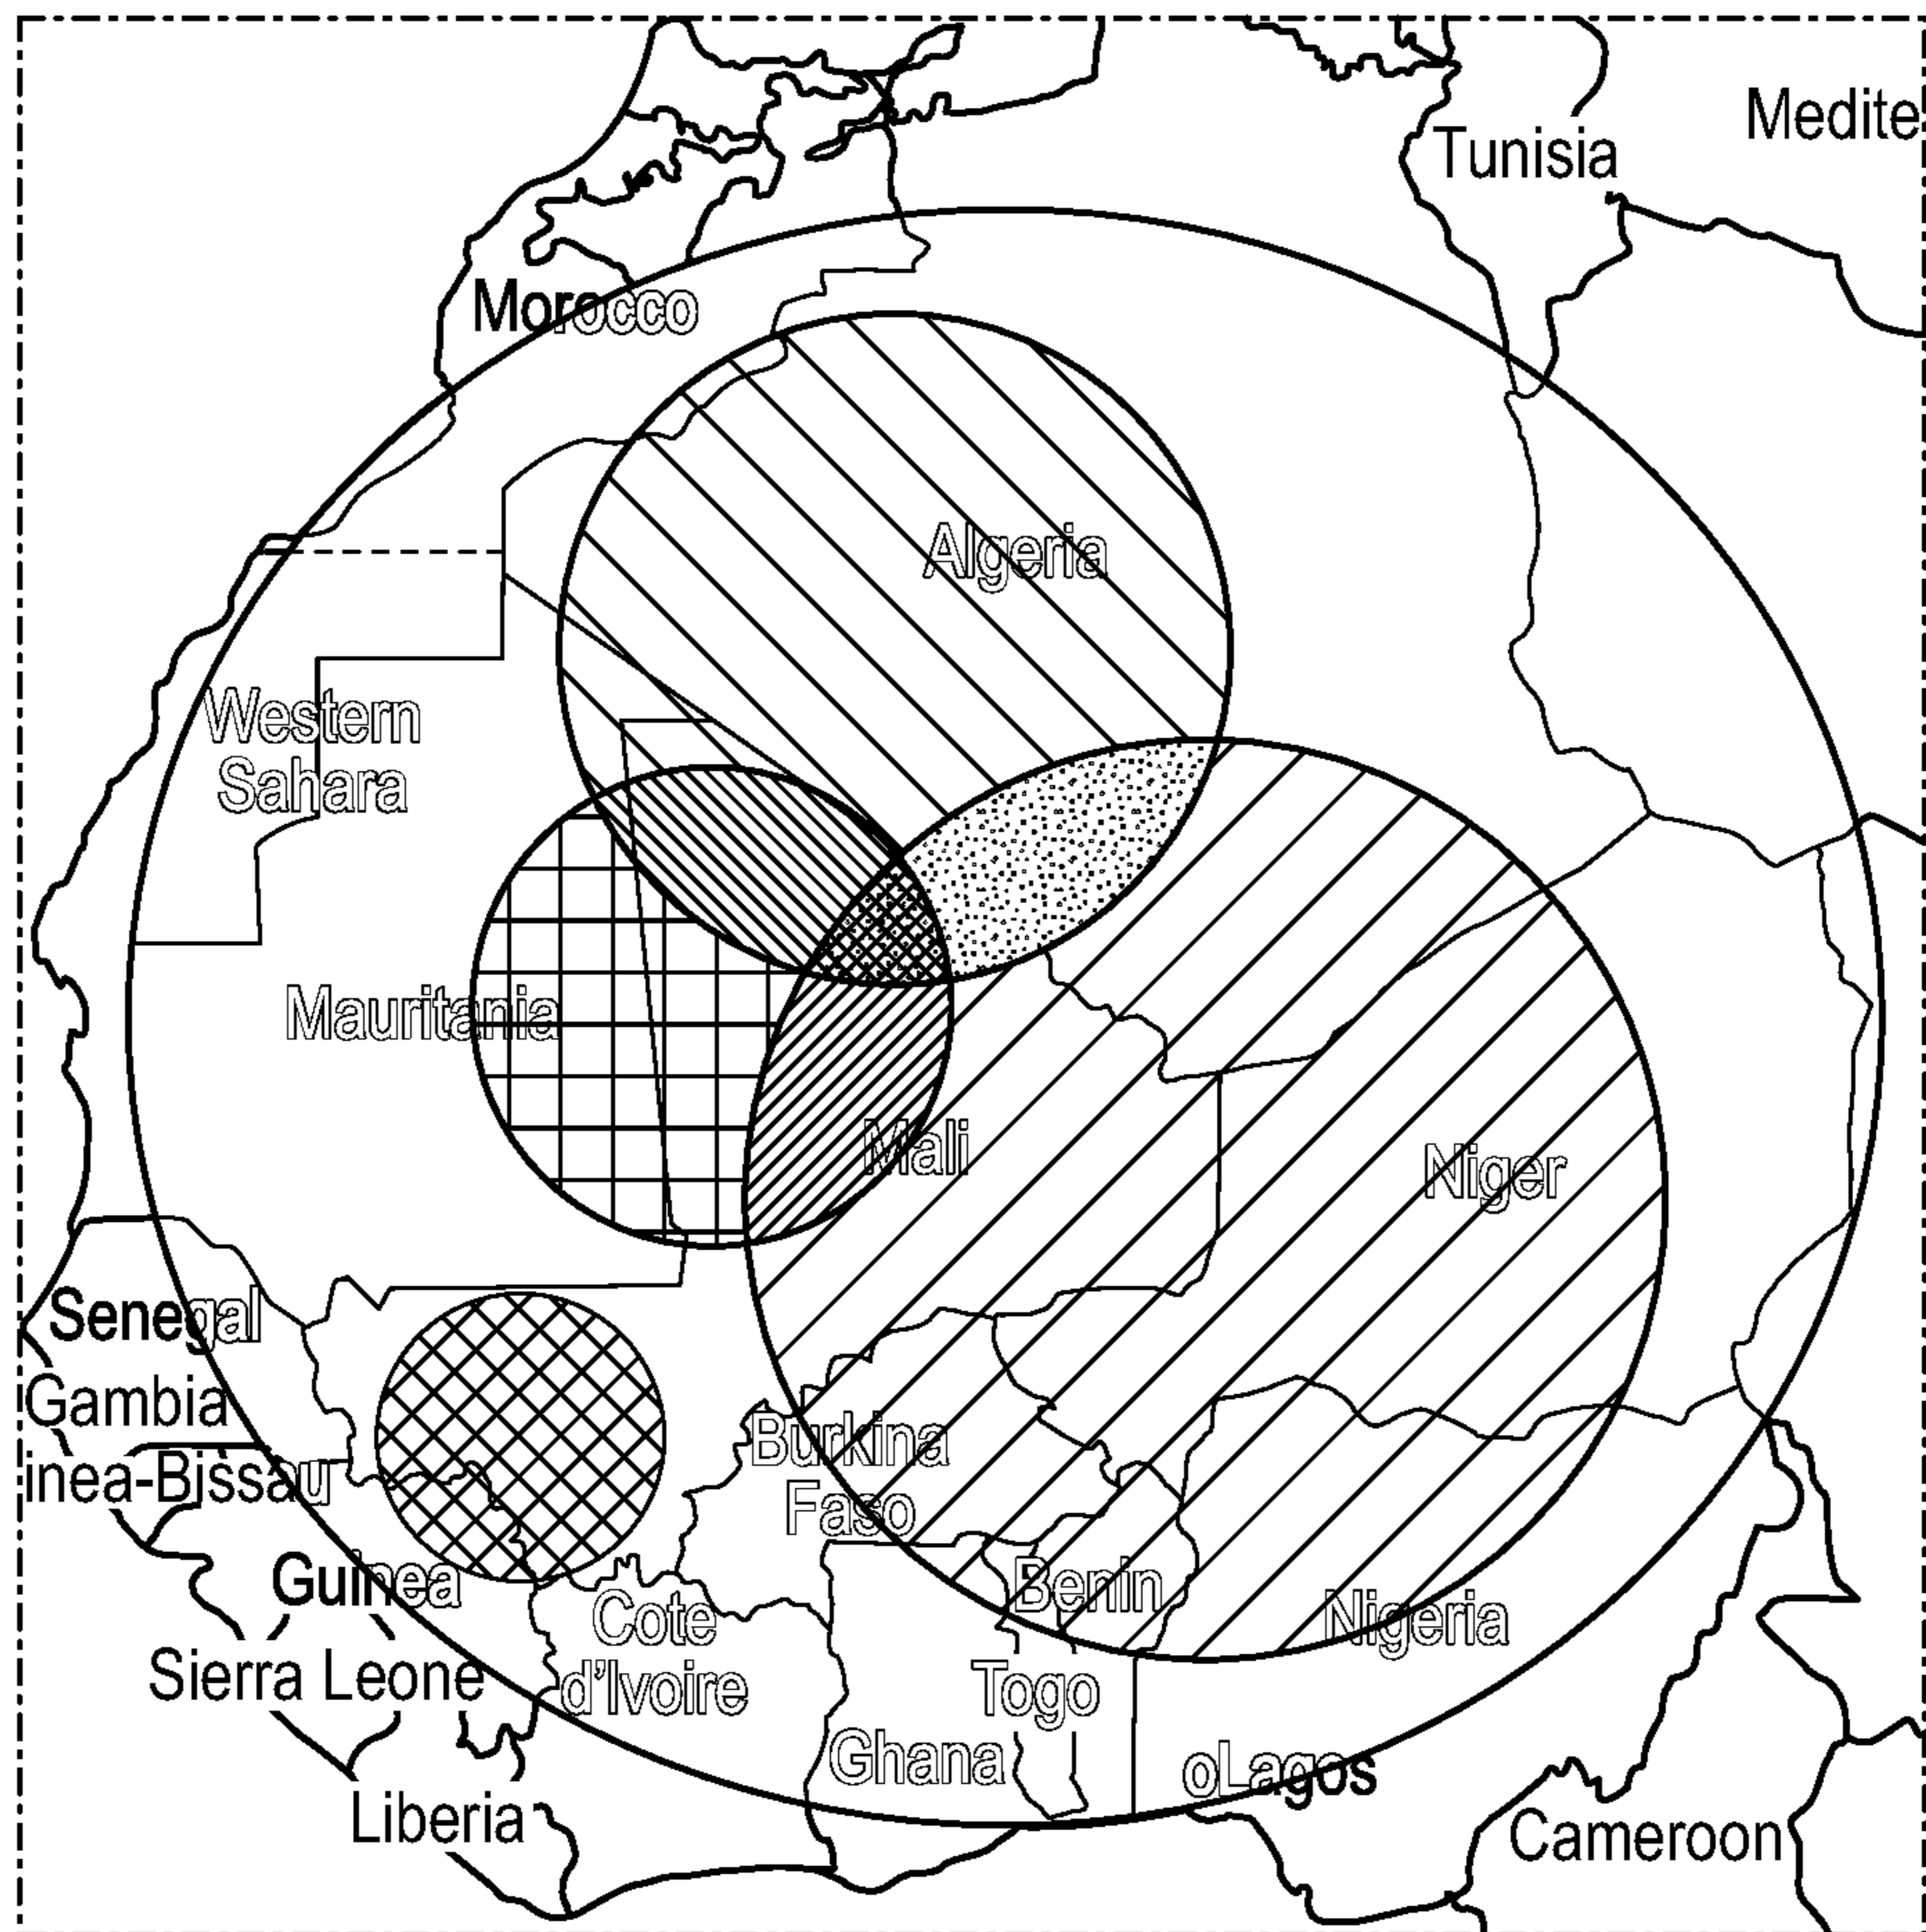 Medite
Tunisia
Morocco
Algeria
Western
Sahara
Mauritania
Mali
Niger
Senegal
Gambia
inea-Bissau
Burkina
Faso
Guinea
Benin
Cote
d'Ivoire
Nigeria
Sierra Leone
Togo
Ghana
oLagos
Liberia
Cameroon